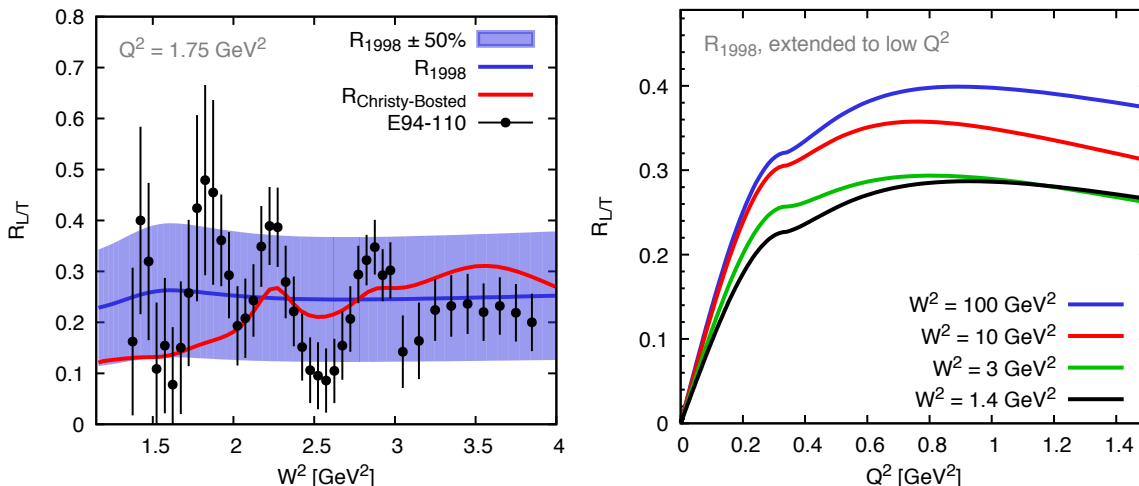 Q² = 1.75 GeV²
R₁₉₉₈ ± 50%
R₁₉₉₈
R_Christy-Bosted
E94-110
0.8
0.7
0.6
0.5
0.4
0.3
0.2
0.1
0
R_L/T
1.5
2
2.5
3
3.5
4
W² [GeV²]
R₁₉₉₈, extended to low Q²
0.4
0.3
0.2
0.1
0
R_L/T
W² = 100 GeV²
W² = 10 GeV²
W² = 3 GeV²
W² = 1.4 GeV²
0
0.2
0.4
0.6
0.8
1
1.2
1.4
Q² [GeV²]